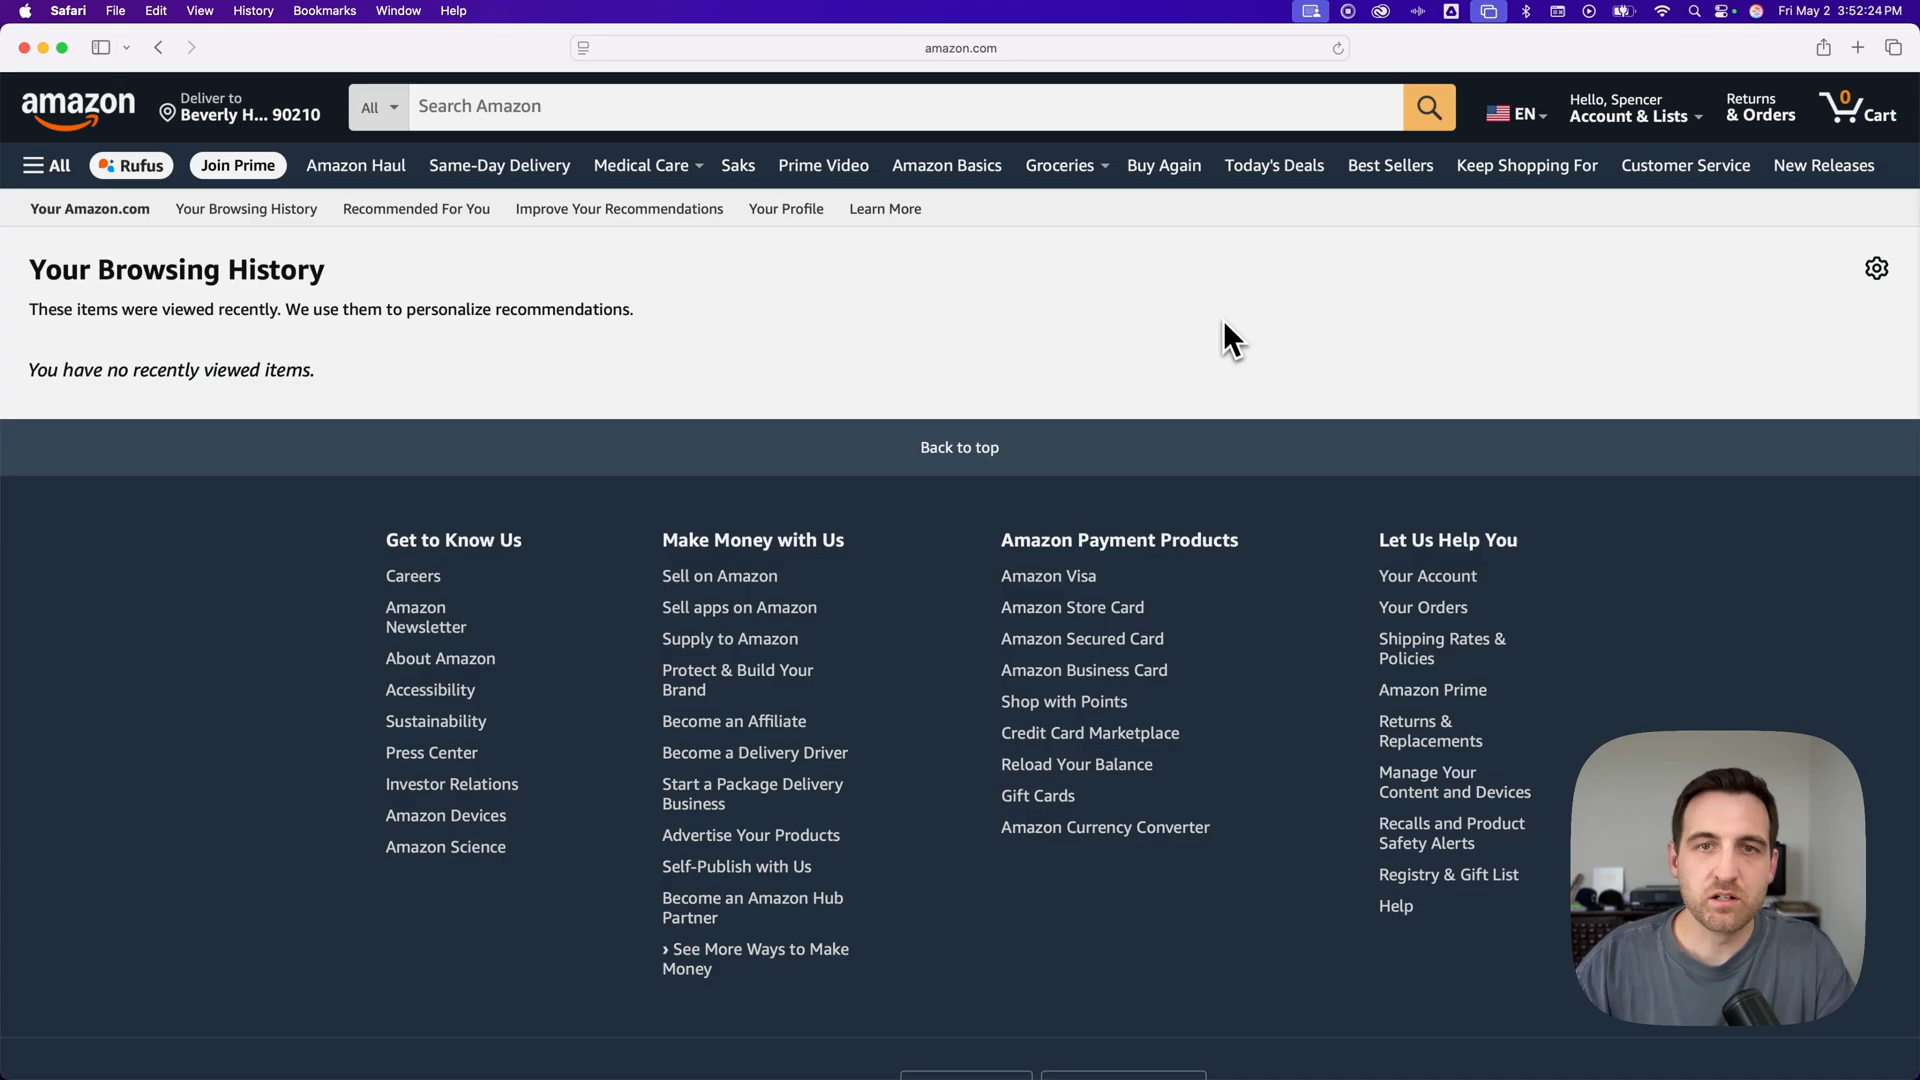 Safari File Edit View History Bookmarks Window Help Fri May 2 3:52:24 PM
amazon.com
amazon
Deliver to
Beverly H... 90210
All
Search Amazon
EN
Hello, Spencer
Account & Lists
Returns
& Orders
0
Cart
All Rufus Join Prime Amazon Haul Same-Day Delivery Medical Care Saks Prime Video Amazon Basics Groceries Buy Again Today's Deals Best Sellers Keep Shopping For Customer Service New Releases
Your Amazon.com Your Browsing History Recommended For You Improve Your Recommendations Your Profile Learn More
Your Browsing History
These items were viewed recently. We use them to personalize recommendations.
You have no recently viewed items.
Back to top
Get to Know Us
Careers
Amazon
Newsletter
About Amazon
Accessibility
Sustainability
Press Center
Investor Relations
Amazon Devices
Amazon Science
Make Money with Us
Sell on Amazon
Sell apps on Amazon
Supply to Amazon
Protect & Build Your
Brand
Become an Affiliate
Become a Delivery Driver
Start a Package Delivery
Business
Advertise Your Products
Self-Publish with Us
Become an Amazon Hub
Partner
› See More Ways to Make
Money
Amazon Payment Products
Amazon Visa
Amazon Store Card
Amazon Secured Card
Amazon Business Card
Shop with Points
Credit Card Marketplace
Reload Your Balance
Gift Cards
Amazon Currency Converter
Let Us Help You
Your Account
Your Orders
Shipping Rates &
Policies
Amazon Prime
Returns &
Replacements
Manage Your
Content and Devices
Recalls and Product
Safety Alerts
Registry & Gift List
Help